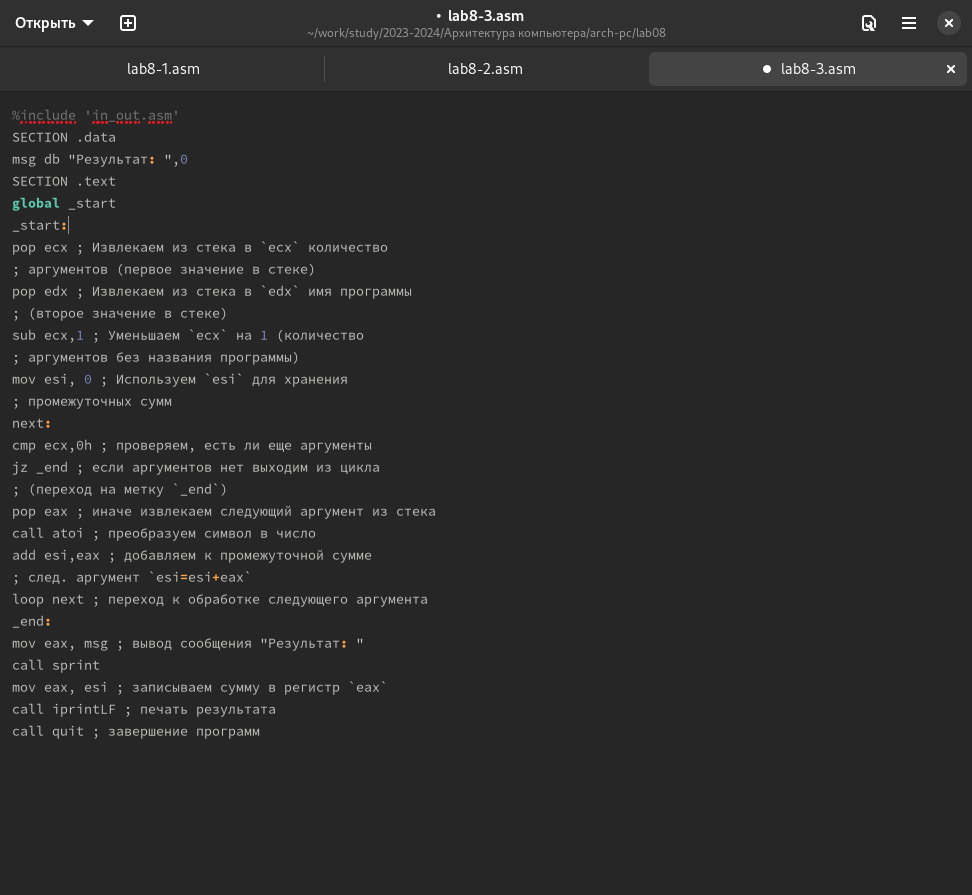 Открыть
• lab8-3.asm
~/work/study/2023-2024/Архитектура компьютера/arch-pc/lab08
lab8-1.asm
lab8-2.asm
● lab8-3.asm
%include 'in_out.asm'
SECTION .data
msg db "Результат: ",0
SECTION .text
global _start
_start:
pop ecx ; Извлекаем из стека в `ecx` количество
; аргументов (первое значение в стеке)
pop edx ; Извлекаем из стека в `edx` имя программы
; (второе значение в стеке)
sub ecx,1 ; Уменьшаем `ecx` на 1 (количество
; аргументов без названия программы)
mov esi, 0 ; Используем `esi` для хранения
; промежуточных сумм
next:
cmp ecx,0h ; проверяем, есть ли еще аргументы
jz _end ; если аргументов нет выходим из цикла
; (переход на метку `_end`)
pop eax ; иначе извлекаем следующий аргумент из стека
call atoi ; преобразуем символ в число
add esi,eax ; добавляем к промежуточной сумме
; след. аргумент `esi=esi+eax`
loop next ; переход к обработке следующего аргумента
_end:
mov eax, msg ; вывод сообщения "Результат: "
call sprint
mov eax, esi ; записываем сумму в регистр `eax`
call iprintLF ; печать результата
call quit ; завершение программ